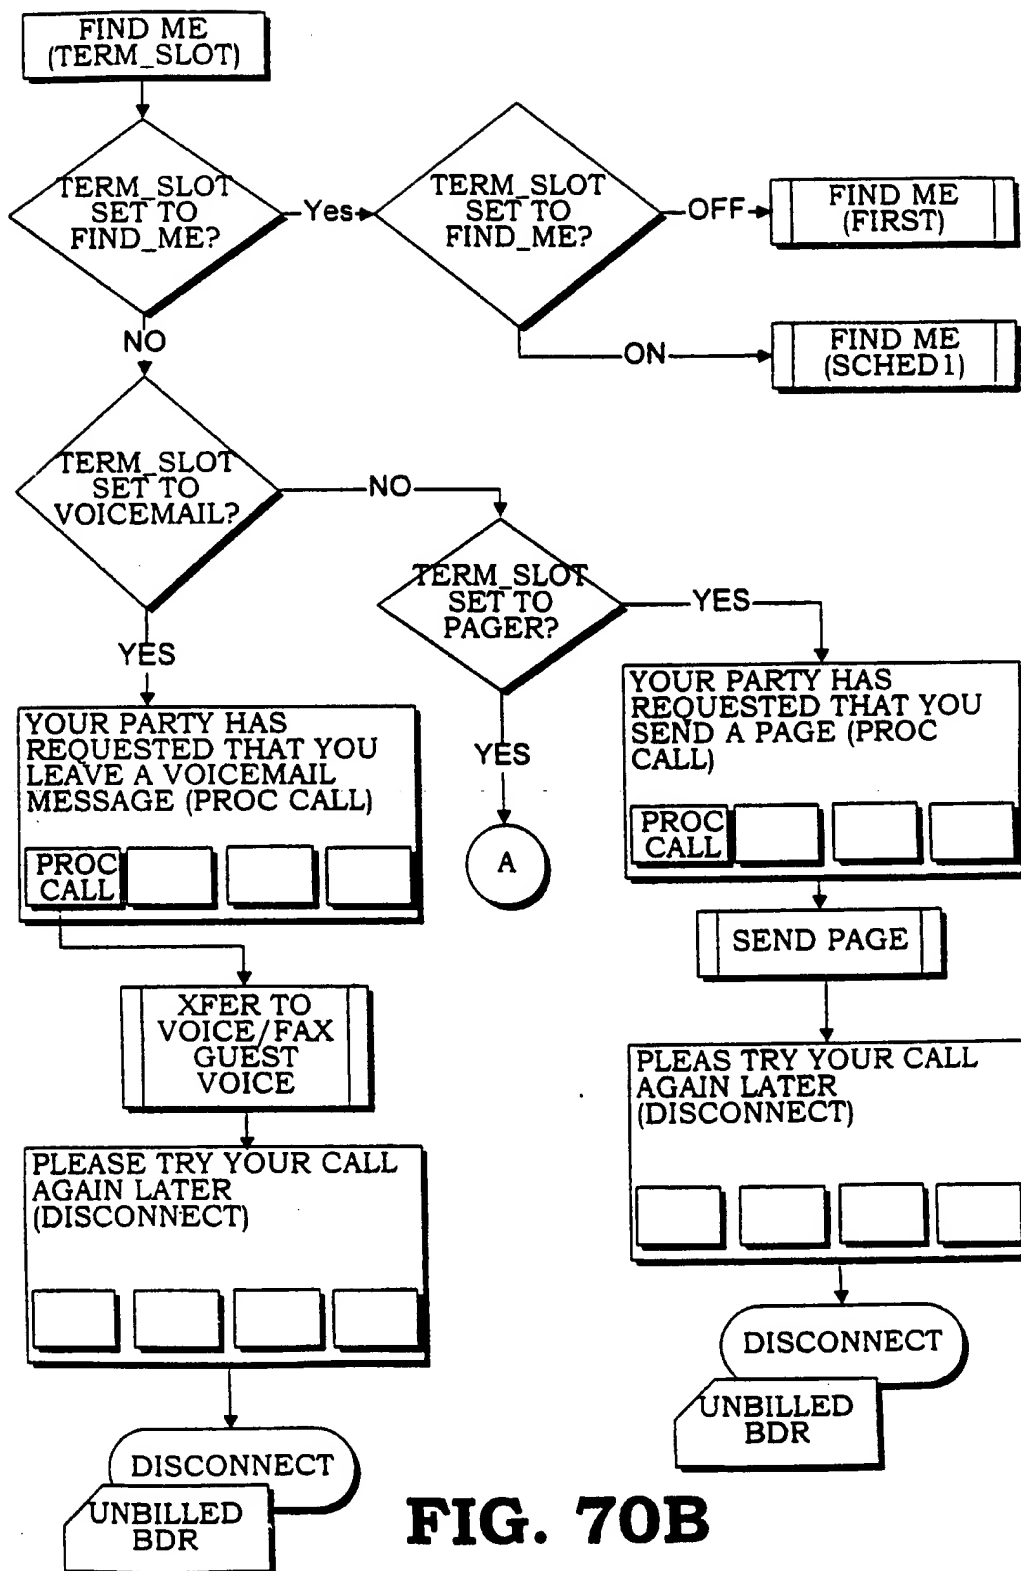 FIND ME
(TERM_SLOT)
TERM_SLOT
SET TO
FIND_ME?
Yes
TERM_SLOT
SET TO
FIND_ME?
OFF
FIND ME
(FIRST)
ON
FIND ME
(SCHED1)
NO
TERM_SLOT
SET TO
VOICEMAIL?
NO
TERM_SLOT
SET TO
PAGER?
YES
YES
YES
YOUR PARTY HAS
REQUESTED THAT YOU
LEAVE A VOICEMAIL
MESSAGE (PROC CALL)
PROC
CALL
A
YOUR PARTY HAS
REQUESTED THAT YOU
SEND A PAGE (PROC
CALL)
PROC
CALL
SEND PAGE
XFER TO
VOICE/FAX
GUEST
VOICE
PLEAS TRY YOUR CALL
AGAIN LATER
(DISCONNECT)
PLEASE TRY YOUR CALL
AGAIN LATER
(DISCONNECT)
DISCONNECT
UNBILLED
BDR
DISCONNECT
UNBILLED
BDR
FIG. 70B